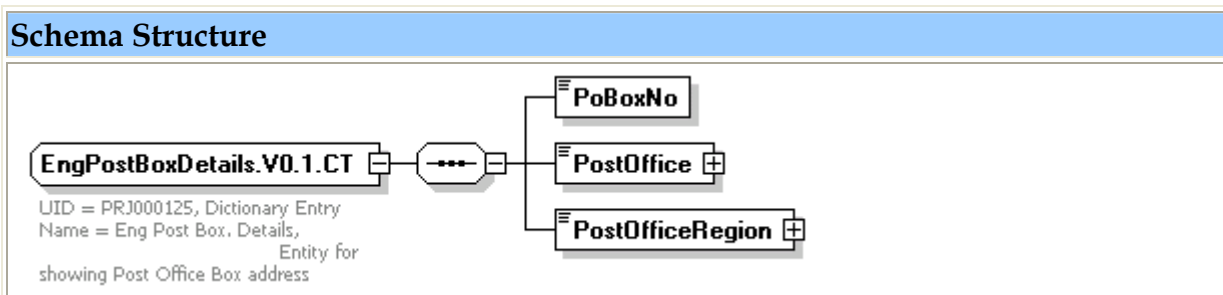 Schema Structure
PoBoxNo
EngPostBoxDetails.V0.1.CT
PostOffice
UID = PRJ000125, Dictionary Entry
Name = Eng Post Box. Details,
Entity for
showing Post Office Box address
PostOfficeRegion